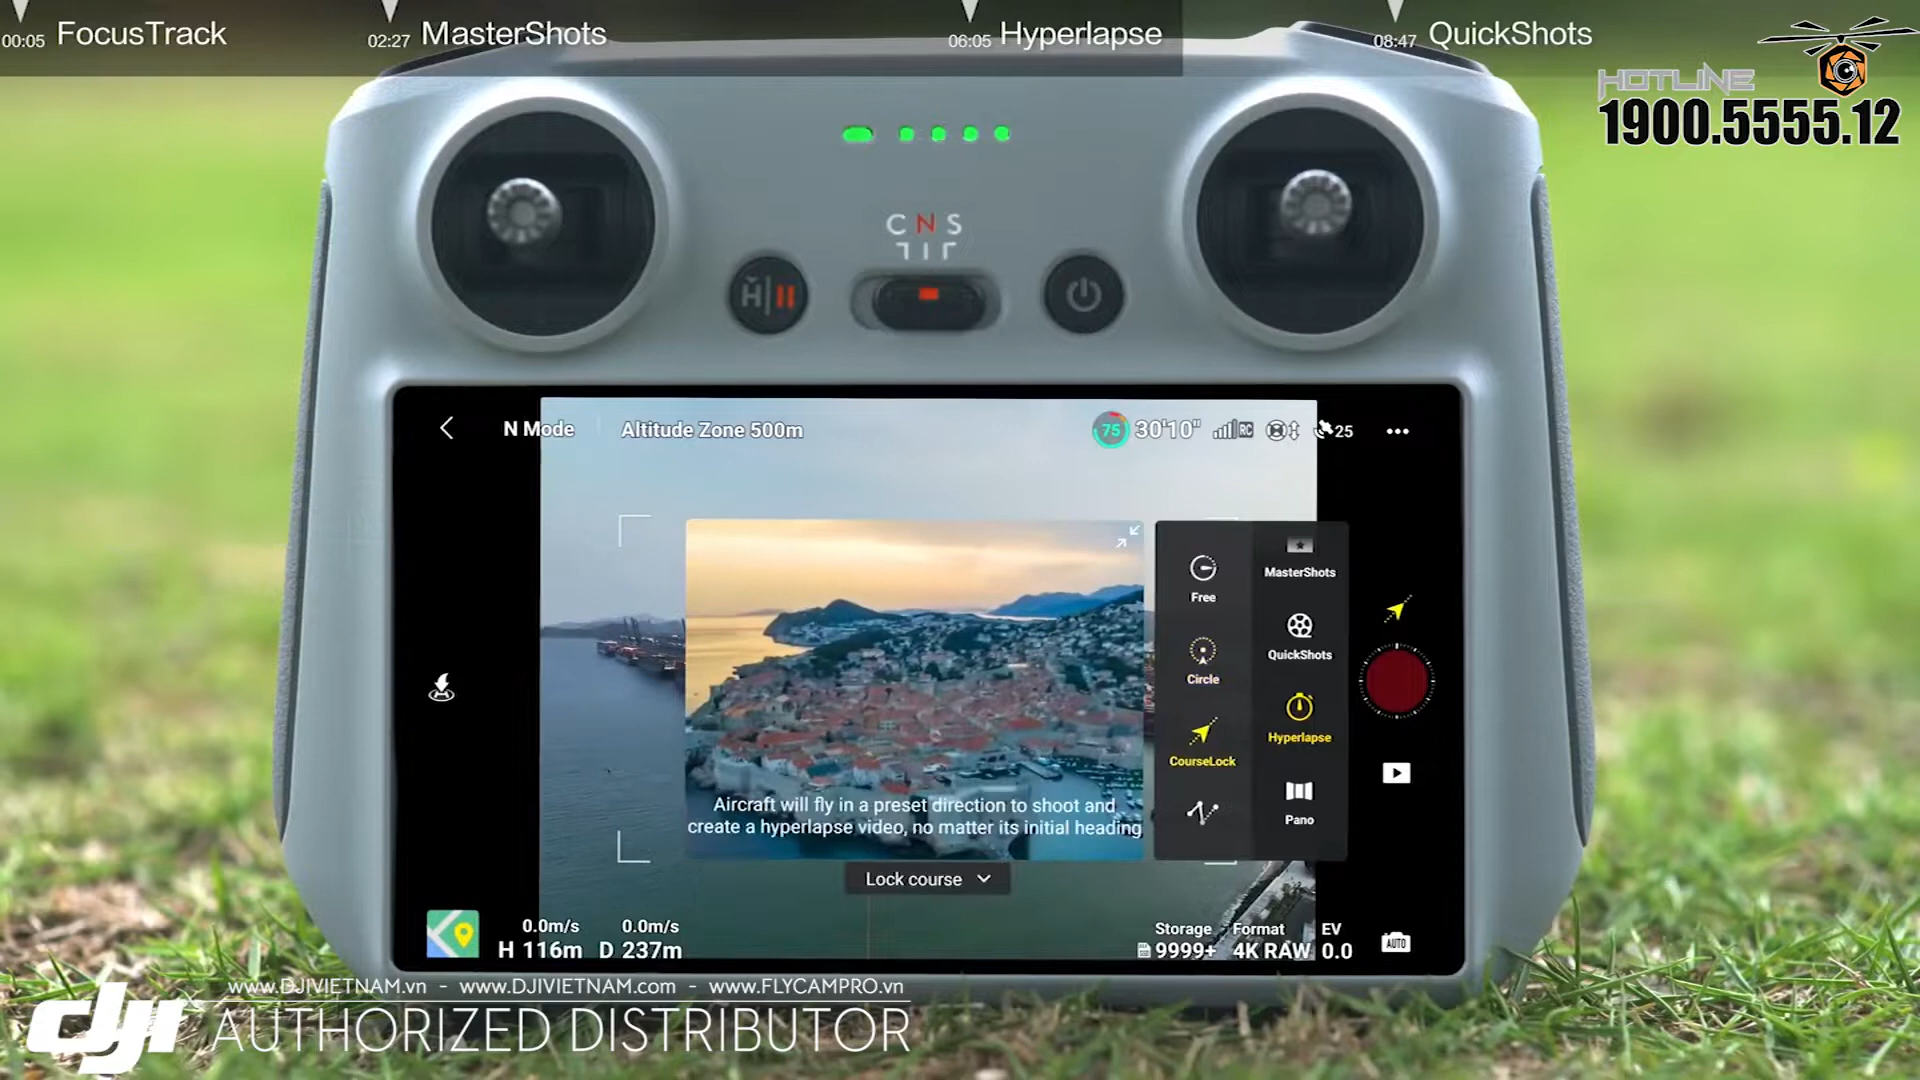 00:05 FocusTrack
02:27 MasterShots
06:05 Hyperlapse
08:47 QuickShots
HOTLINE
1900.5555.12
C N S
H
N Mode
Altitude Zone 500m
75
30'10"
RC
25
Free
MasterShots
Circle
QuickShots
CourseLock
Hyperlapse
Pano
Aircraft will fly in a preset direction to shoot and
create a hyperlapse video, no matter its initial heading
Lock course
0.0m/s 0.0m/s
H 116m D 237m
Storage Format EV
9999+ 4K RAW 0.0
AUTO
www.DJIVIETNAM.vn - www.DJIVIETNAM.com - www.FLYCAMPRO.vn
dji AUTHORIZED DISTRIBUTOR